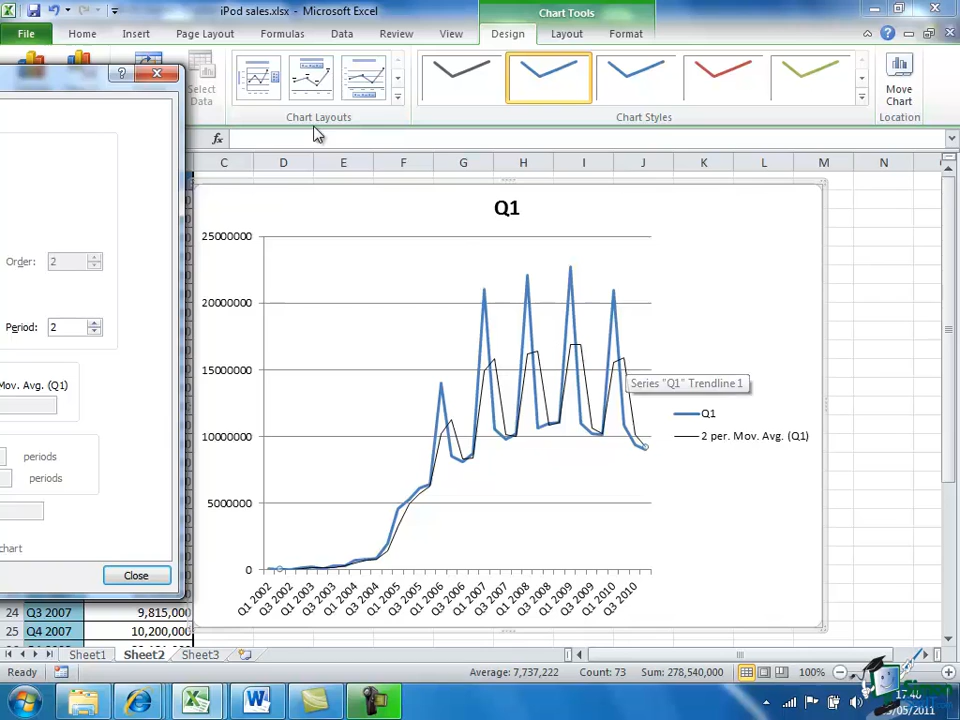 iPod sales.xlsx - Microsoft Excel
Chart Tools
File Home Insert Page Layout Formulas Data Review View Design Layout Format
Select
Data
Move
Chart
Chart Layouts
Chart Styles
Location
fx
C D E F G H I J K L M N
Order: 2
Period: 2
Mov. Avg. (Q1)
periods
periods
chart
Close
Q1
25000000
20000000
15000000
10000000
5000000
0
Q1 2002
Q3 2002
Q1 2003
Q3 2003
Q1 2004
Q3 2004
Q1 2005
Q3 2005
Q1 2006
Q3 2006
Q1 2007
Q3 2007
Q1 2008
Q3 2008
Q1 2009
Q3 2009
Q1 2010
Q3 2010
Series "Q1" Trendline 1
Q1
2 per. Mov. Avg. (Q1)
24 Q3 2007 9,815,000
25 Q4 2007 10,200,000
Sheet1 Sheet2 Sheet3
Ready
Average: 7,737,222 Count: 73 Sum: 278,540,000 100%
17:40